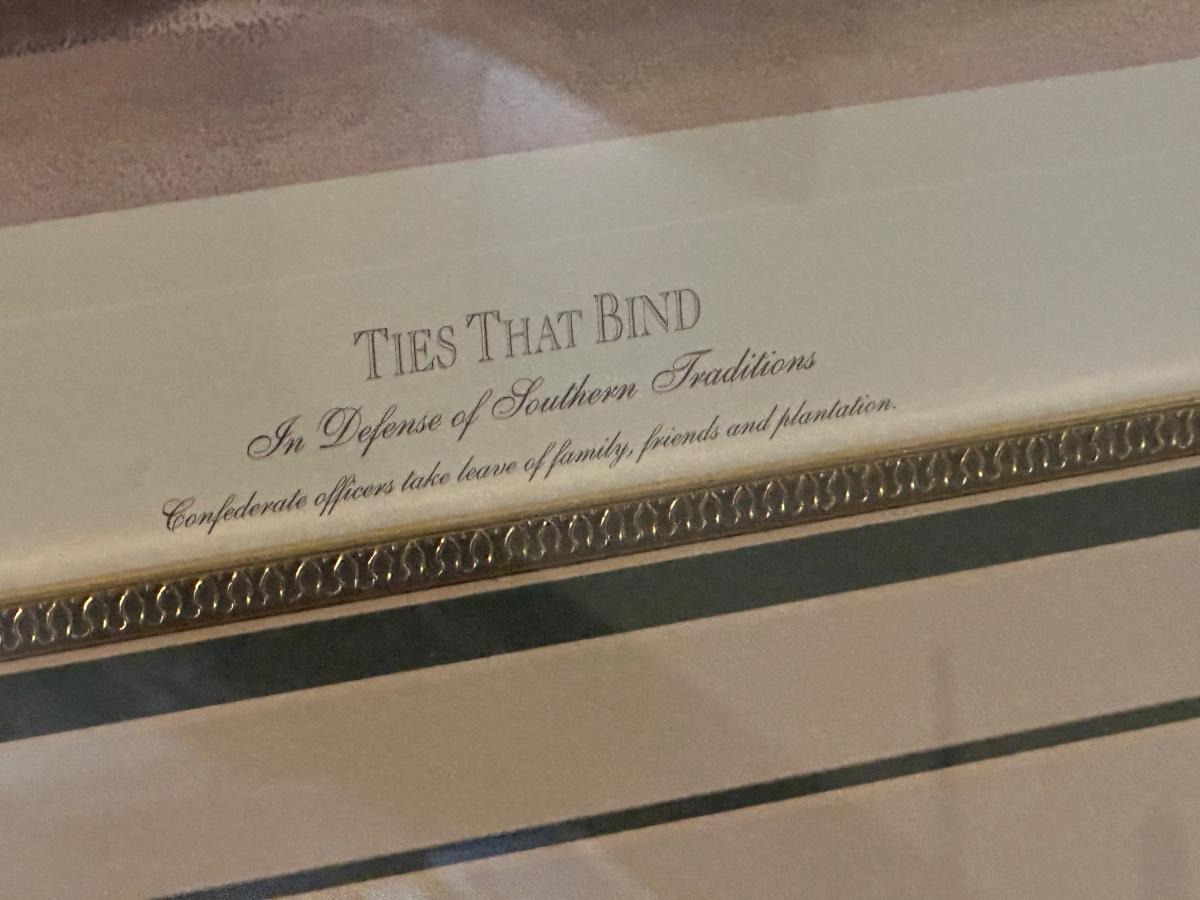 TIES THAT BIND
In Defense of Southern Traditions
Confederate officers take leave of family, friends and plantation.